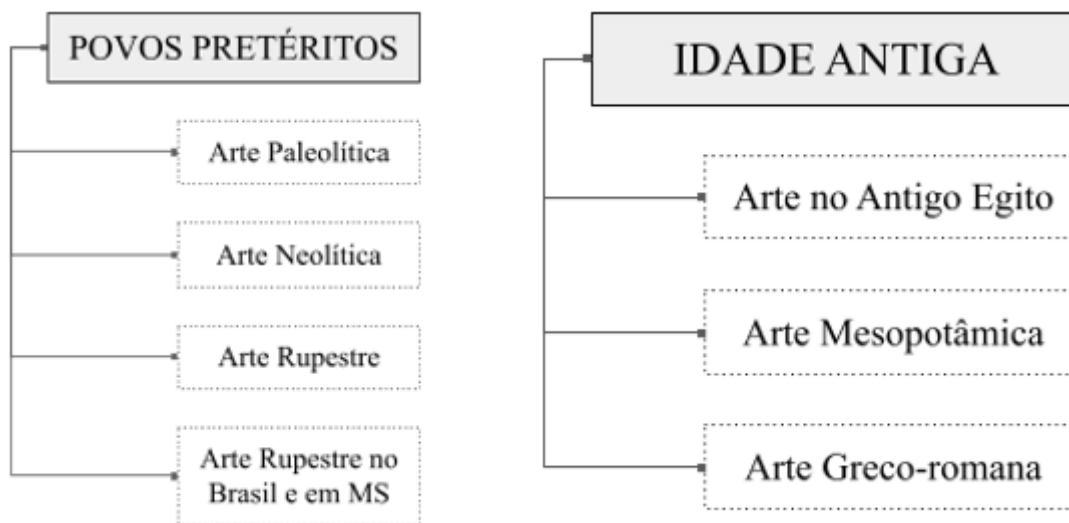 POVOS PRETÉRITOS
Arte Paleolítica
Arte Neolítica
Arte Rupestre
Arte Rupestre no
Brasil e em MS
IDADE ANTIGA
Arte no Antigo Egito
Arte Mesopotâmica
Arte Greco-romana